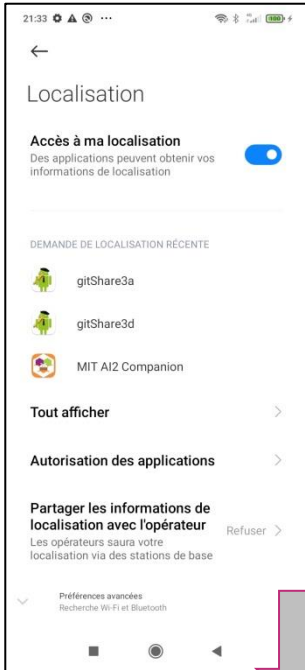 21:33
100
Localisation
Accès à ma localisation
Des applications peuvent obtenir vos
informations de localisation
DEMANDE DE LOCALISATION RÉCENTE
gitShare3a
gitShare3d
MIT AI2 Companion
Tout afficher
Autorisation des applications
Partager les informations de
localisation avec l'opérateur
Refuser
Les opérateurs saura votre
localisation via des stations de base
Préférences avancées
Recherche Wi-Fi et Bluetooth